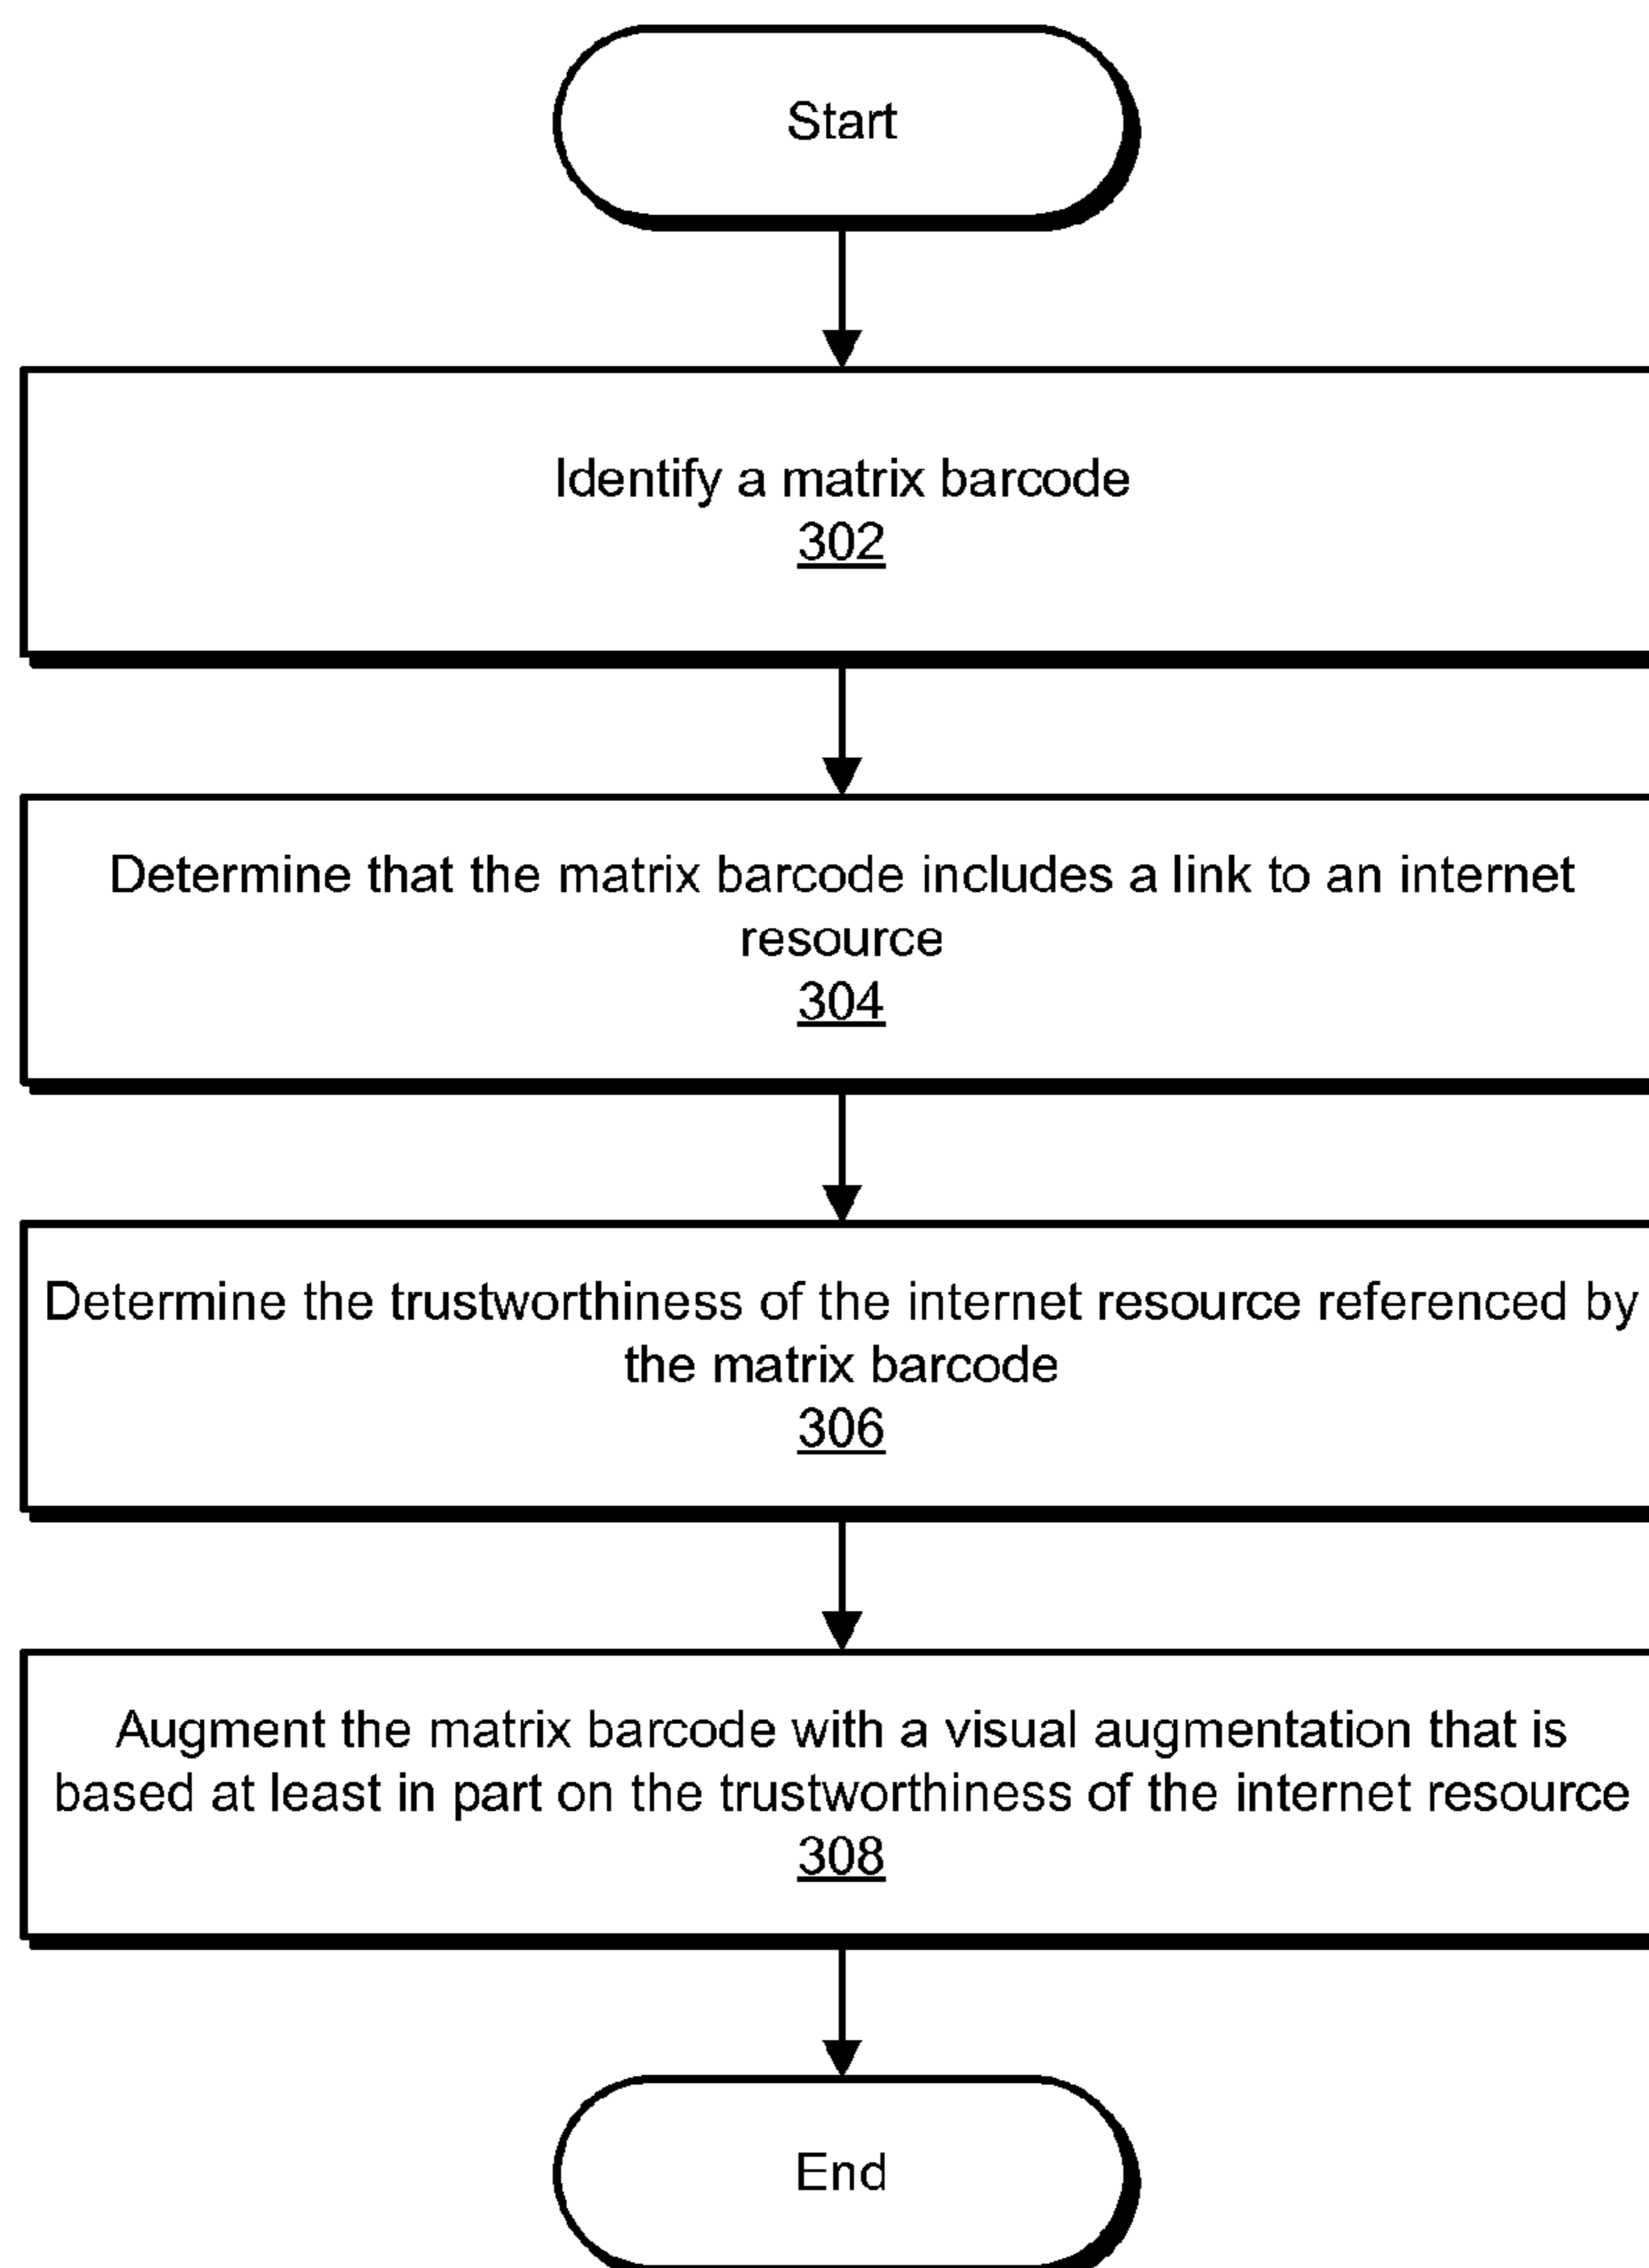 Start
Identify a matrix barcode
302
Determine that the matrix barcode includes a link to an internet
resource
304
Determine the trustworthiness of the internet resource referenced by
the matrix barcode
306
Augment the matrix barcode with a visual augmentation that is
based at least in part on the trustworthiness of the internet resource
308
End